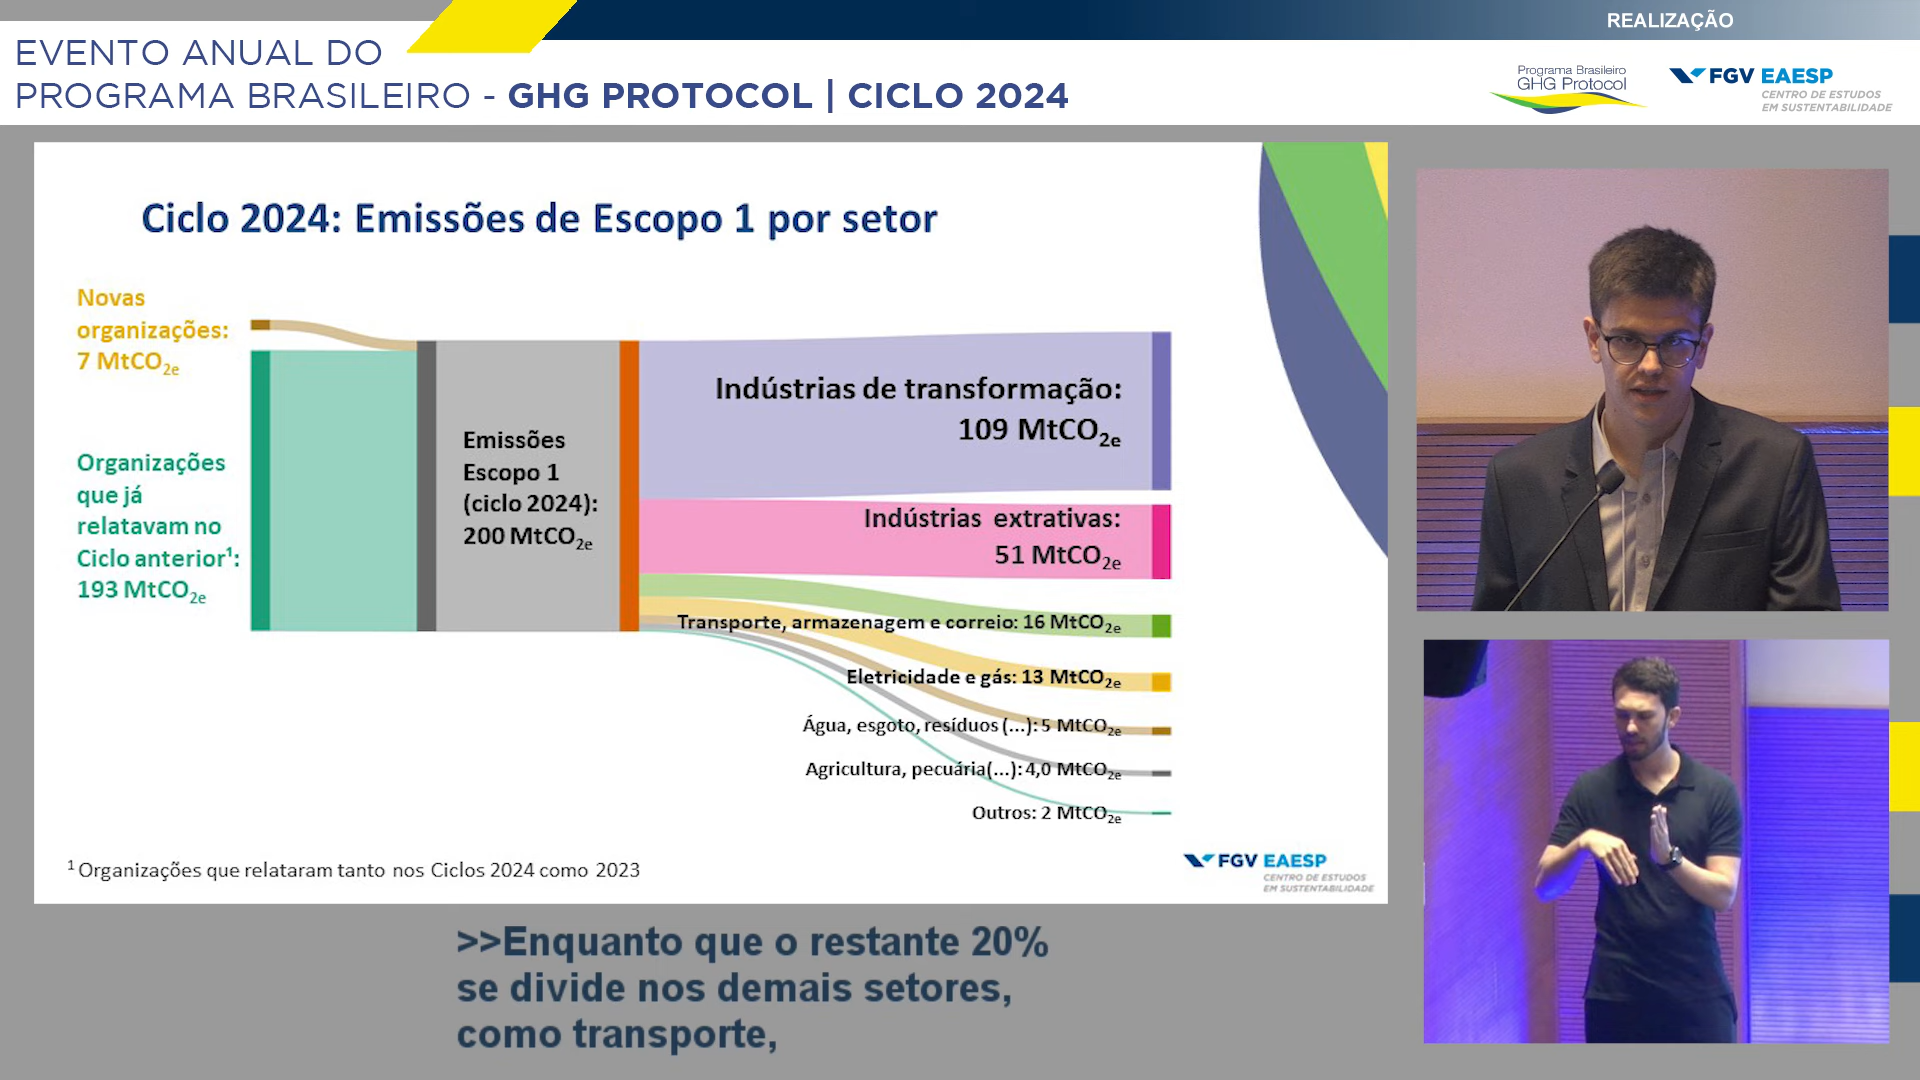 REALIZAÇÃO
EVENTO ANUAL DO
PROGRAMA BRASILEIRO - GHG PROTOCOL | CICLO 2024
Programa Brasileiro
GHG Protocol
FGV EAESP
CENTRO DE ESTUDOS
EM SUSTENTABILIDADE
Ciclo 2024: Emissões de Escopo 1 por setor
Novas
organizações:
7 MtCO2e
Organizações
que já
relatavam no
Ciclo anterior¹:
193 MtCO2e
Emissões
Escopo 1
(ciclo 2024):
200 MtCO2e
Indústrias de transformação:
109 MtCO2e
Indústrias extrativas:
51 MtCO2e
Transporte, armazenagem e correio: 16 MtCO2e
Eletricidade e gás: 13 MtCO2e
Água, esgoto, resíduos (...): 5 MtCO2e
Agricultura, pecuária(...): 4,0 MtCO2e
Outros: 2 MtCO2e
¹ Organizações que relataram tanto nos Ciclos 2024 como 2023
FGV EAESP
CENTRO DE ESTUDOS
EM SUSTENTABILIDADE
>>Enquanto que o restante 20%
se divide nos demais setores,
como transporte,